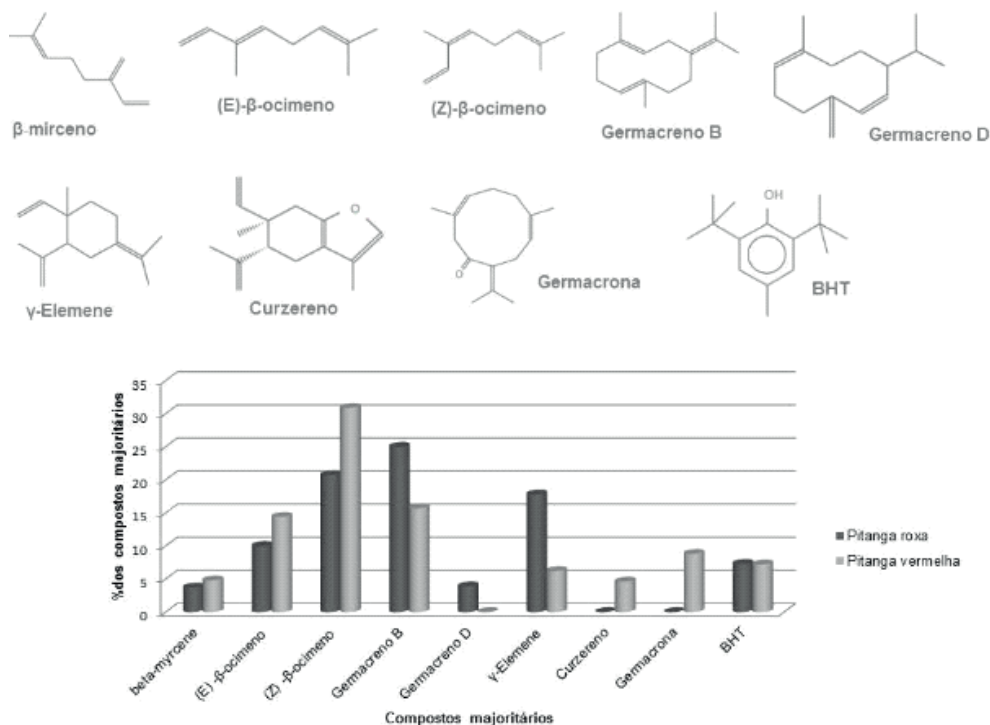 β-mirceno
(E)-β-ocimeno
(Z)-β-ocimeno
Germacreno B
Germacreno D
γ-Elemene
O
Curzereno
O
Germacrona
OH
BHT
%dos compostos majoritários
35
30
25
20
15
10
5
0
beta-myrcene
(E) -β-ocimeno
(Z) -β-ocimeno
Germacreno B
Germacreno D
γ-Elemene
Curzereno
Germacrona
BHT
Compostos majoritários
Pitanga roxa
Pitanga vermelha